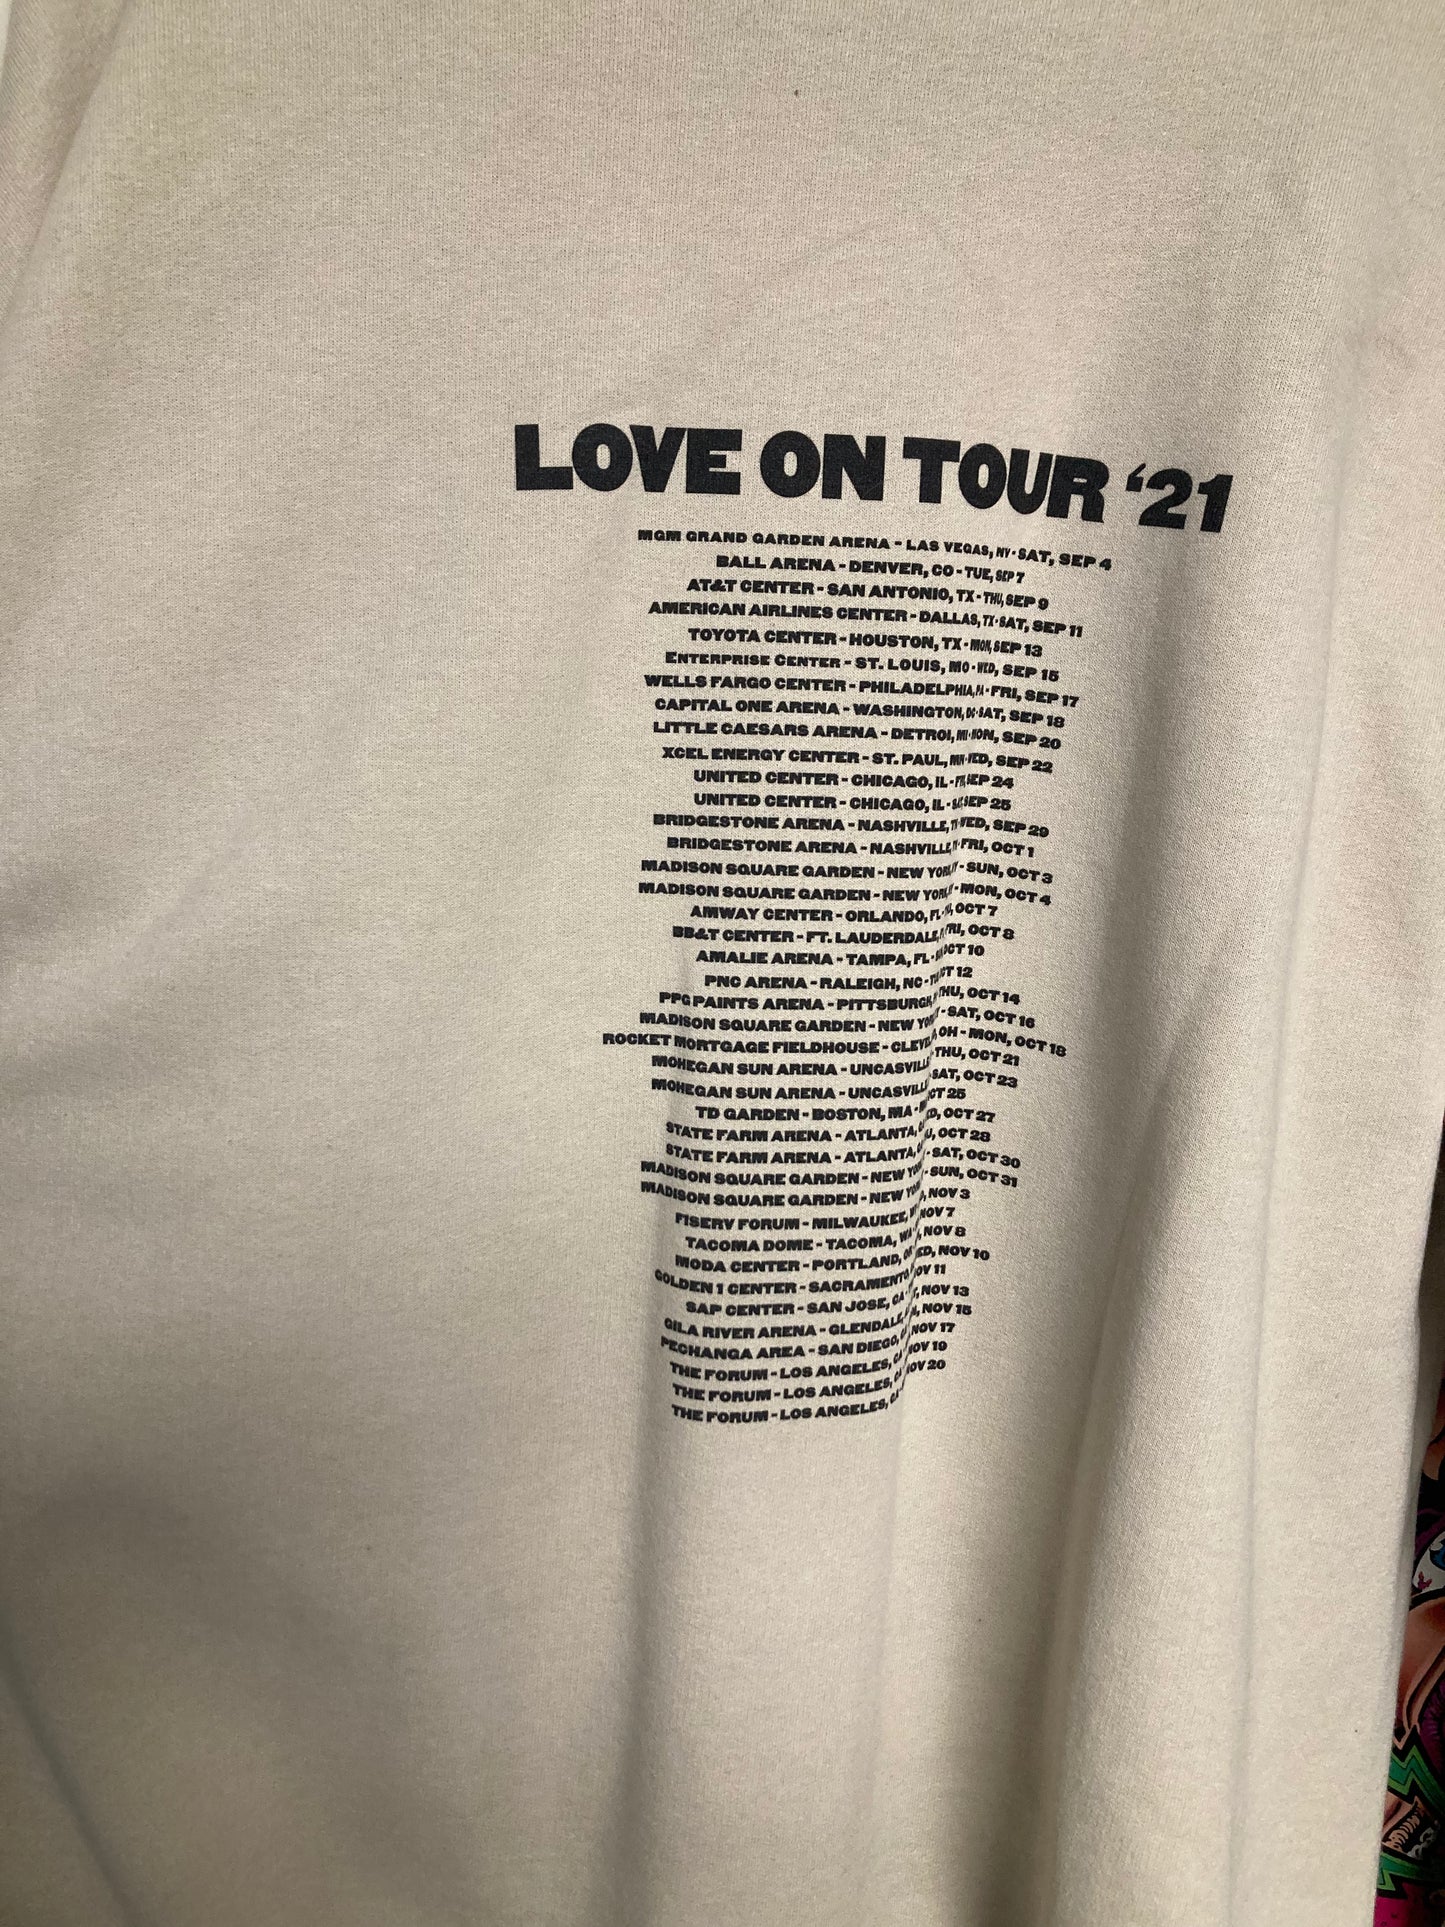 LOVE ON TOUR '21
MGM GRAND GARDEN ARENA - LAS VEGAS, NV - SAT, SEP 4
BALL ARENA - DENVER, CO - TUE, SEP 7
AT&T CENTER - SAN ANTONIO, TX - THU, SEP 9
AMERICAN AIRLINES CENTER - DALLAS, TX - SAT, SEP 11
TOYOTA CENTER - HOUSTON, TX - MON, SEP 13
ENTERPRISE CENTER - ST. LOUIS, MO - WED, SEP 15
WELLS FARGO CENTER - PHILADELPHIA, PA - FRI, SEP 17
CAPITAL ONE ARENA - WASHINGTON, DC - SAT, SEP 18
LITTLE CAESARS ARENA - DETROI, MI - MON, SEP 20
XCEL ENERGY CENTER - ST. PAUL, MN - WED, SEP 22
UNITED CENTER - CHICAGO, IL - FRI, SEP 24
UNITED CENTER - CHICAGO, IL - SAT, SEP 25
BRIDGESTONE ARENA - NASHVILLE, TN - WED, SEP 29
BRIDGESTONE ARENA - NASHVILLE, - FRI, OCT 1
MADISON SQUARE GARDEN - NEW YORK, - SUN, OCT 3
MADISON SQUARE GARDEN - NEW YORK, - MON, OCT 4
AMWAY CENTER - ORLANDO, FL - OCT 7
BB&T CENTER - FT. LAUDERDALE, FRI, OCT 8
AMALIE ARENA - TAMPA, FL - OCT 10
PNC ARENA - RALEIGH, NC - OCT 12
PPG PAINTS ARENA - PITTSBURGH, THU, OCT 14
MADISON SQUARE GARDEN - NEW - SAT, OCT 16
ROCKET MORTGAGE FIELDHOUSE - OH - MON, OCT 18
MOHEGAN SUN ARENA - - THU, OCT 21
MOHEGAN SUN ARENA - - SAT, OCT 23
TD GARDEN - BOSTON, MA - OCT 25
STATE FARM ARENA - ATLANTA, OCT 27
STATE FARM ARENA - ATLANTA, OCT 28
MADISON SQUARE GARDEN - NEW - SAT, OCT 30
MADISON SQUARE GARDEN - NEW - SUN, OCT 31
FISERV FORUM - MILWAUKEE, NOV 3
TACOMA DOME - TACOMA, WA - NOV 7
MODA CENTER - PORTLAND, NOV 8
GOLDEN 1 CENTER - SACRAMENTO, NOV 10
SAP CENTER - SAN JOSE, CA - NOV 11
GILA RIVER ARENA - GLENDALE, NOV 13
PECHANGA AREA - SAN DIEGO, NOV 15
THE FORUM - LOS ANGELES, CA NOV 17
THE FORUM - LOS ANGELES, CA NOV 19
THE FORUM - LOS ANGELES, CA - NOV 20